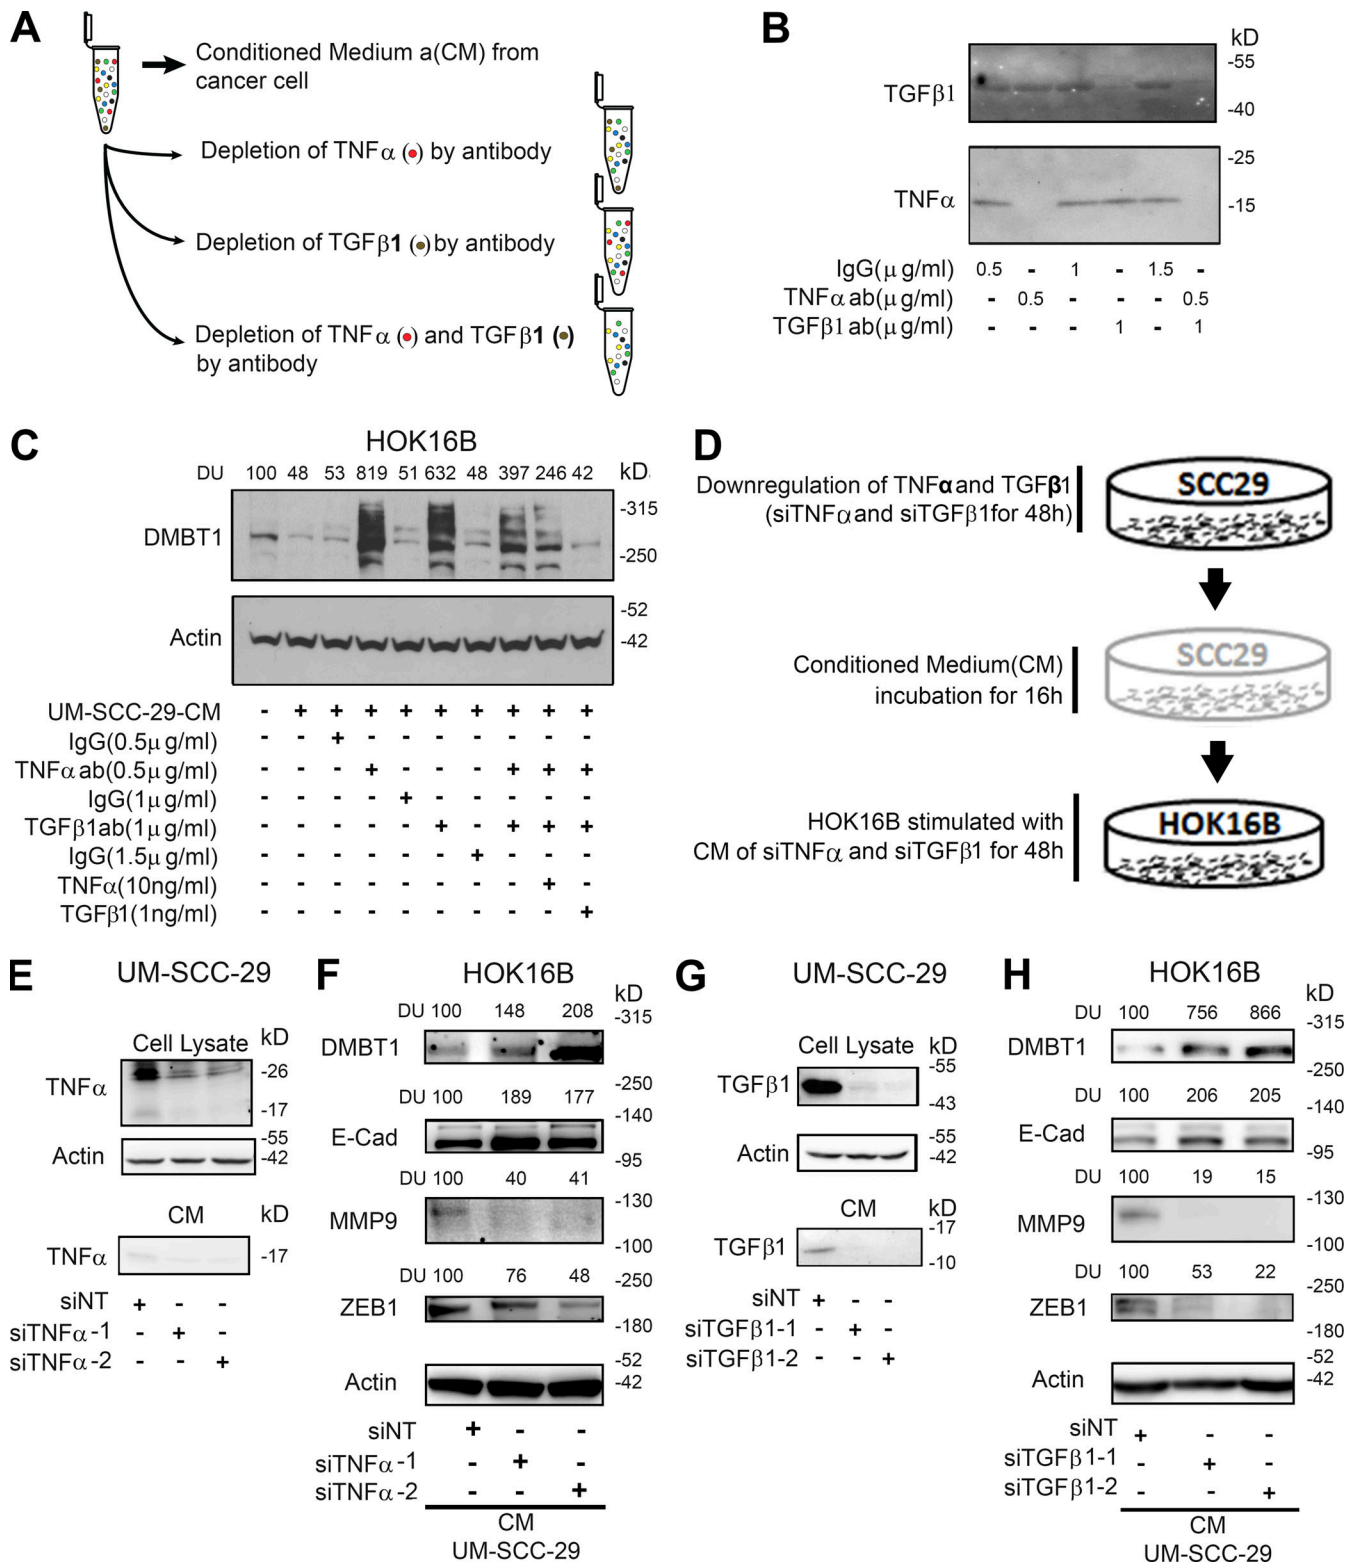 A
Conditioned Medium a(CM) from
cancer cell
Depletion of TNFα (•) by antibody
Depletion of TGFβ1 (•) by antibody
Depletion of TNFα (•) and TGFβ1 (•)
by antibody
B
kD
TGFβ1
-55
-40
TNFα
-25
-15
IgG(μg/ml) 0.5 - 1 - 1.5 -
TNFα ab(μg/ml) - 0.5 - - - 0.5
TGFβ1 ab(μg/ml) - - - 1 - 1
C
HOK16B
DU 100 48 53 819 51 632 48 397 246 42 kD
DMBT1
-315
-250
Actin
-52
-42
UM-SCC-29-CM - + + + + + + + + +
IgG(0.5μg/ml) - - + - - - - - - -
TNFα ab(0.5μg/ml) - - - + - - - + + +
IgG(1μg/ml) - - - - + - - - - -
TGFβ1ab(1μg/ml) - - - - - + - + + +
IgG(1.5μg/ml) - - - - - - + - - -
TNFα(10ng/ml) - - - - - - - - + -
TGFβ1(1ng/ml) - - - - - - - - - +
D
Downregulation of TNFα and TGFβ1
(siTNFα and siTGFβ1for 48h)
SCC29
Conditioned Medium(CM)
incubation for 16h
SCC29
HOK16B stimulated with
CM of siTNFα and siTGFβ1 for 48h
HOK16B
E
UM-SCC-29
Cell Lysate kD
TNFα
-26
-17
Actin
-55
-42
CM kD
TNFα -17
siNT + - -
siTNFα-1 - + -
siTNFα-2 - - +
F
HOK16B
kD
DU 100 148 208
-315
DMBT1
-250
DU 100 189 177
-140
E-Cad
-95
DU 100 40 41
-130
MMP9
-100
DU 100 76 48
-250
ZEB1
-180
Actin
-52
-42
siNT + - -
siTNFα-1 - + -
siTNFα-2 - - +
CM
UM-SCC-29
G
UM-SCC-29
Cell Lysate kD
TGFβ1
-55
-43
Actin
-55
-42
CM kD
TGFβ1
-17
-10
siNT + - -
siTGFβ1-1 - + -
siTGFβ1-2 - - +
H
HOK16B
kD
DU 100 756 866
-315
DMBT1
-250
DU 100 206 205
-140
E-Cad
-95
DU 100 19 15
-130
MMP9
-100
DU 100 53 22
-250
ZEB1
-180
Actin
-52
-42
siNT + - -
siTGFβ1-1 - + -
siTGFβ1-2 - - +
CM
UM-SCC-29